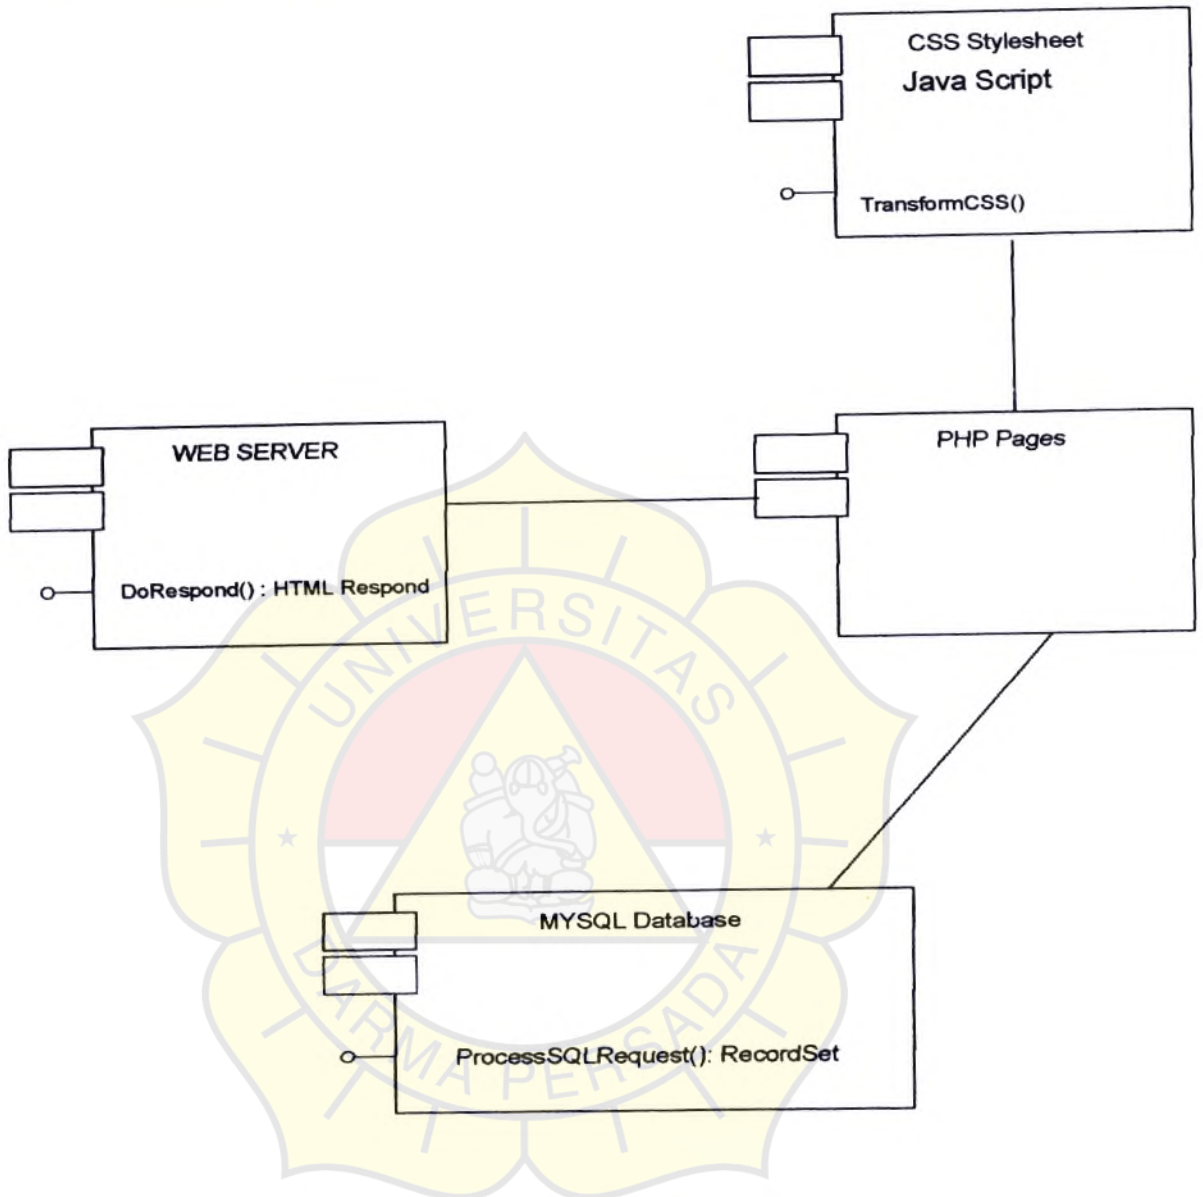 CSS Stylesheet
Java Script
TransformCSS()
WEB SERVER
DoRespond() : HTML Respond
PHP Pages
MYSQL Database
ProcessSQLRequest(): RecordSet
UNIVERSITAS
DARMA PERSADA